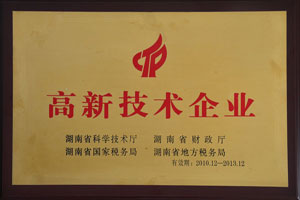 高新技术企业
湖南省科学技术厅 湖南省财政厅
湖南省国家税务局 湖南省地方税务局
有效期：2010.12—2013.12